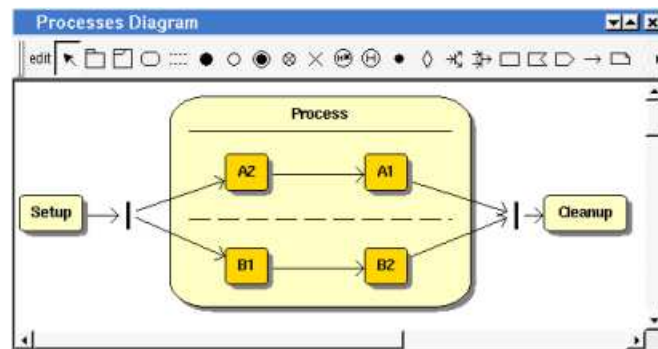 Processes Diagram
edit
Process
A2 A1
Setup Cleanup
B1 B2